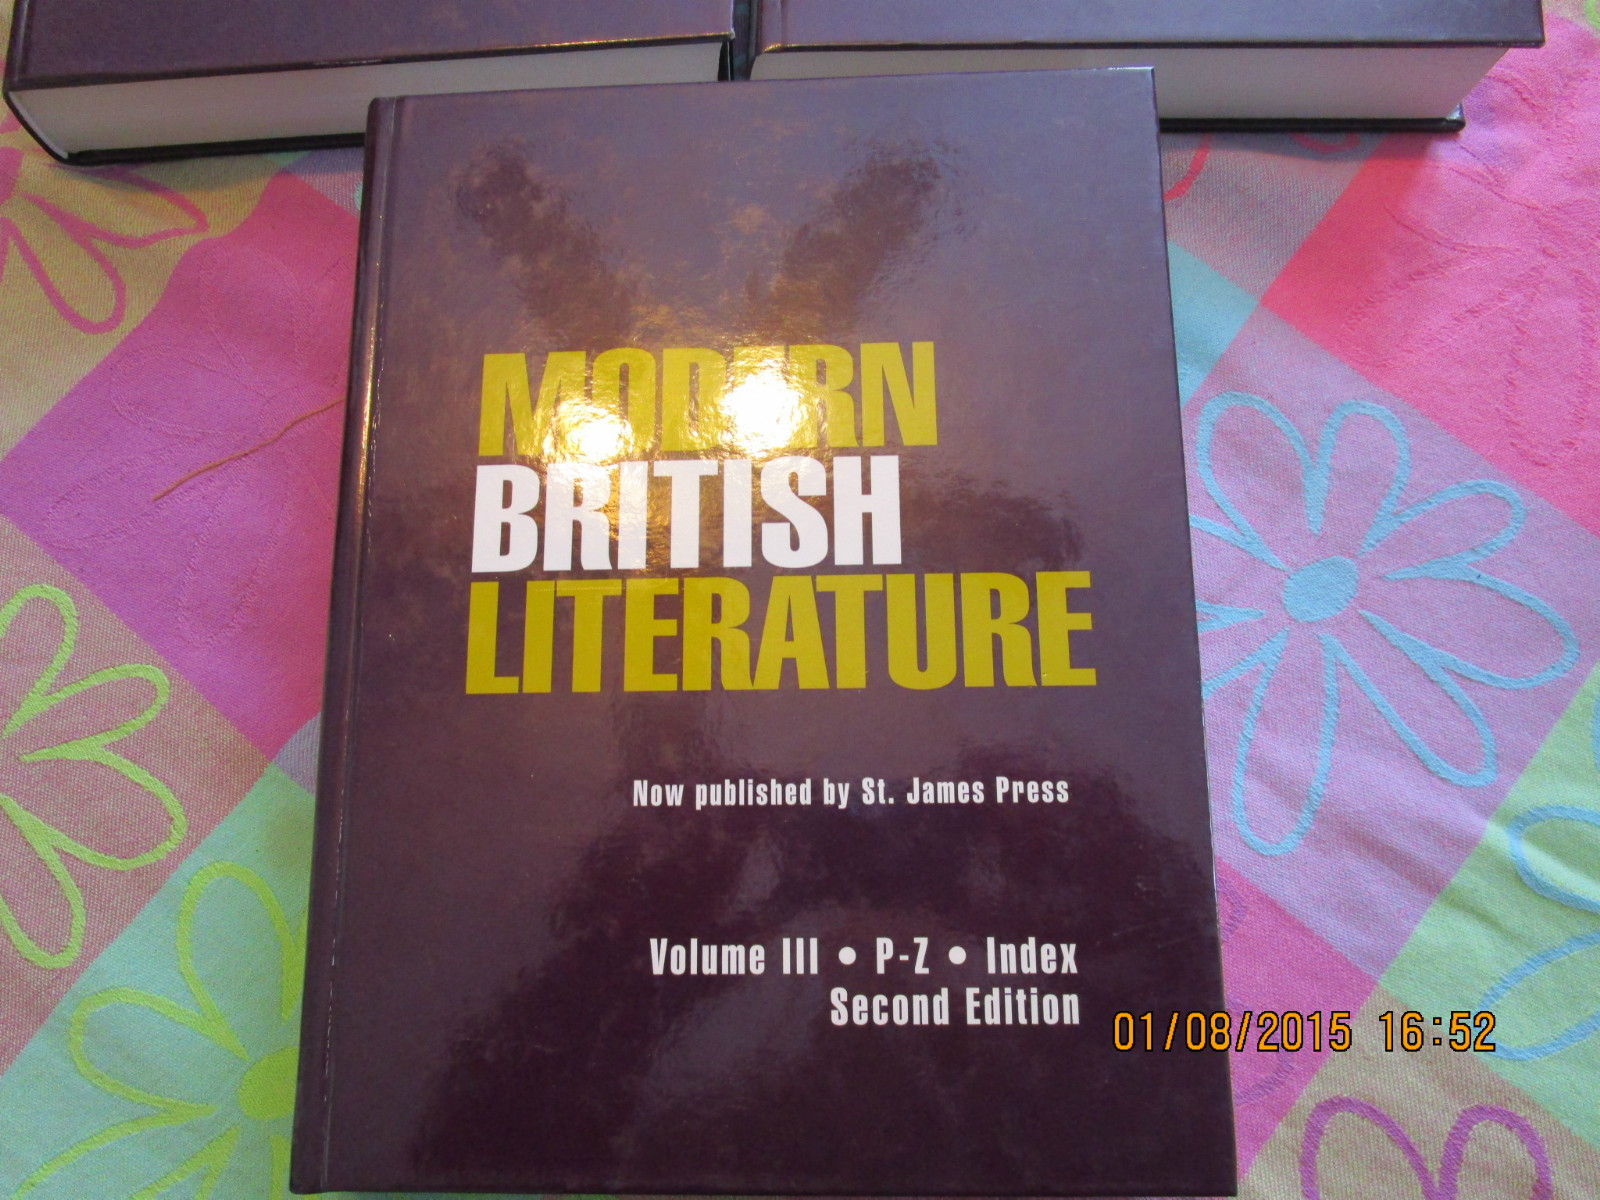 MODERN
BRITISH
LITERATURE
Now published by St. James Press
Volume III • P-Z • Index
Second Edition
01/08/2015 16:52